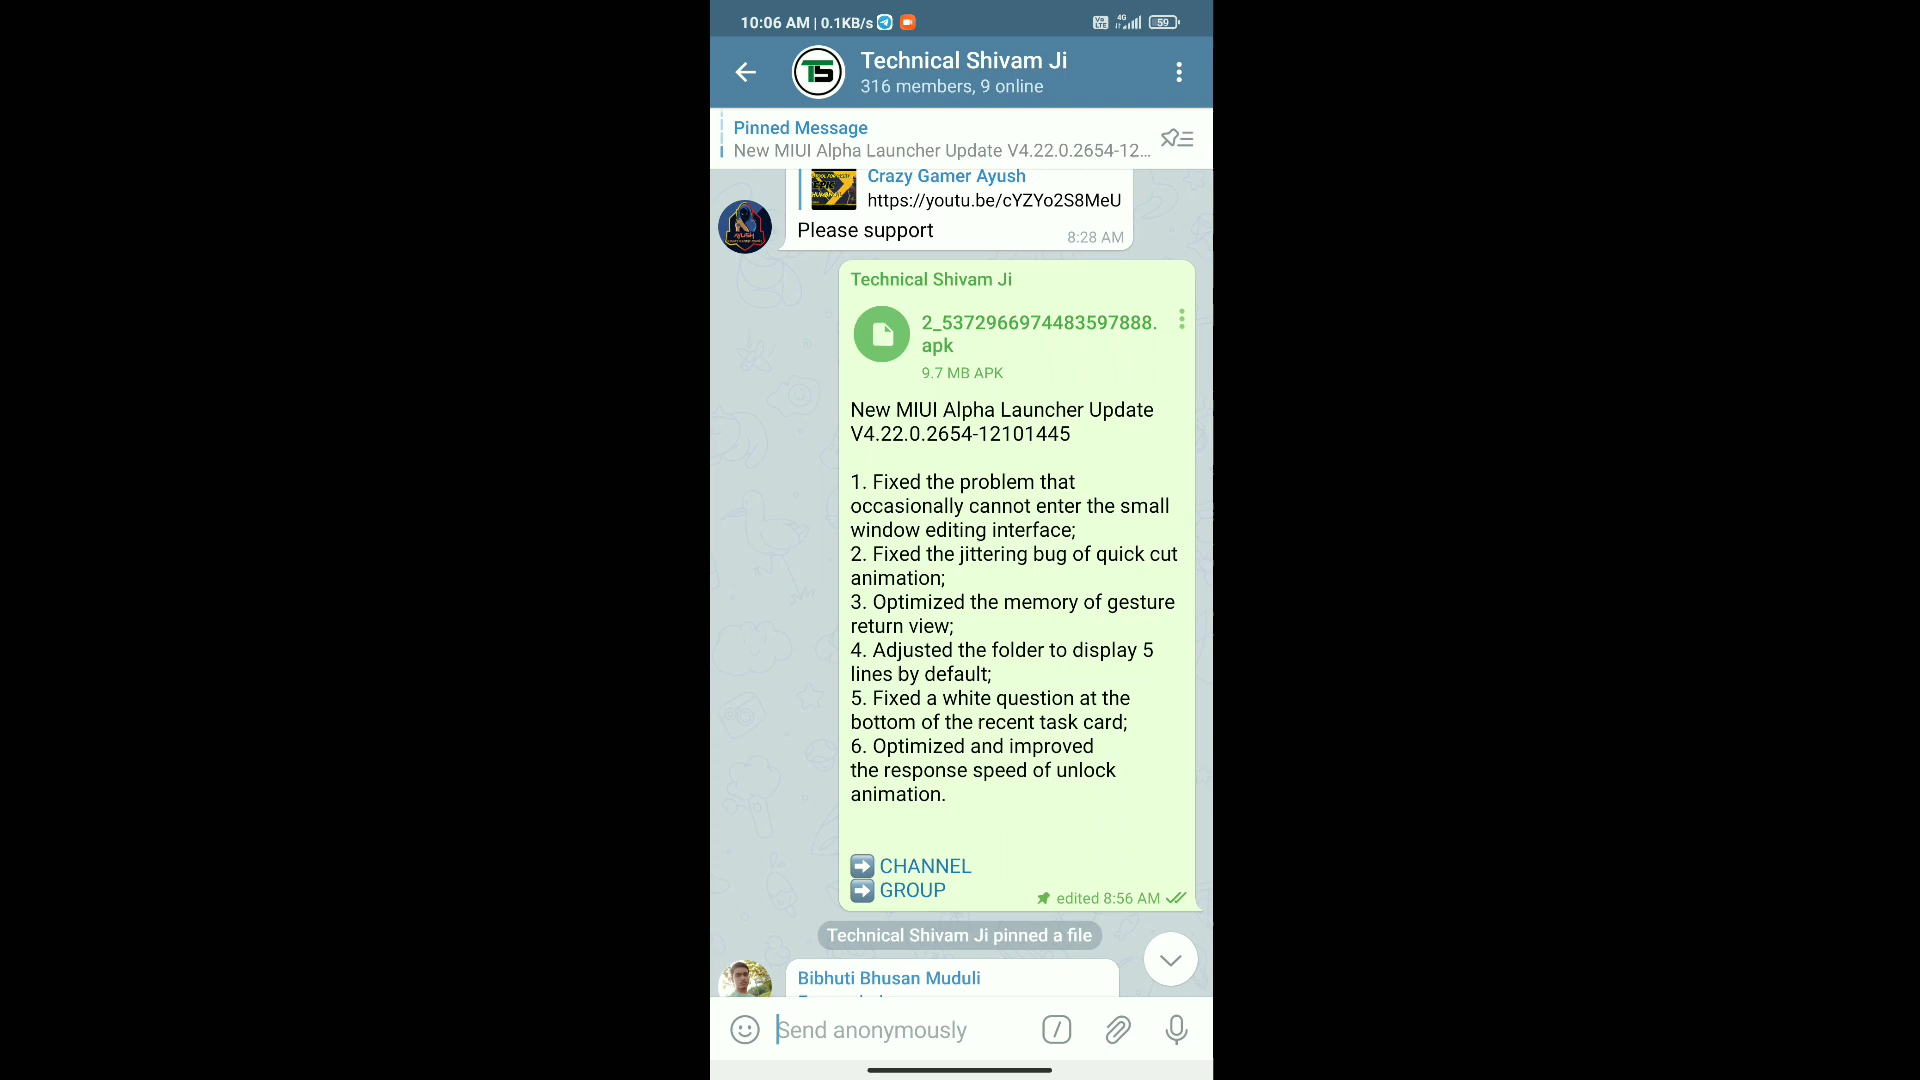 10:06 AM | 0.1KB/s
Vo LTE 4G 59
Technical Shivam Ji
316 members, 9 online
Pinned Message
New MIUI Alpha Launcher Update V4.22.0.2654-12...
Crazy Gamer Ayush
https://youtu.be/cYZYo2S8MeU
Please support
8:28 AM
Technical Shivam Ji
2_5372966974483597888.
apk
9.7 MB APK
New MIUI Alpha Launcher Update
V4.22.0.2654-12101445
1. Fixed the problem that
occasionally cannot enter the small
window editing interface;
2. Fixed the jittering bug of quick cut
animation;
3. Optimized the memory of gesture
return view;
4. Adjusted the folder to display 5
lines by default;
5. Fixed a white question at the
bottom of the recent task card;
6. Optimized and improved
the response speed of unlock
animation.
CHANNEL
GROUP
edited 8:56 AM
Technical Shivam Ji pinned a file
Bibhuti Bhusan Muduli
Send anonymously